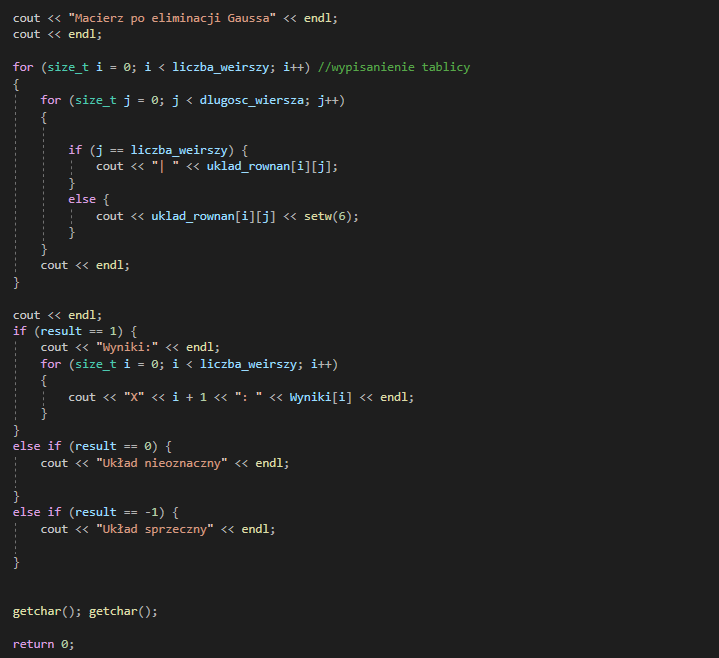 cout << "Macierz po eliminacji Gaussa" << endl;
cout << endl;
for (size_t i = 0; i < liczba_weirszy; i++) //wypisanienie tablicy
{
for (size_t j = 0; j < dlugosc_wiersza; j++)
{
if (j == liczba_weirszy) {
cout << "| " << uklad_rownan[i][j];
}
else {
cout << uklad_rownan[i][j] << setw(6);
}
}
cout << endl;
}
cout << endl;
if (result == 1) {
cout << "Wyniki:" << endl;
for (size_t i = 0; i < liczba_weirszy; i++)
{
cout << "X" << i + 1 << ": " << Wyniki[i] << endl;
}
}
else if (result == 0) {
cout << "Układ nieoznaczny" << endl;
}
else if (result == -1) {
cout << "Układ sprzeczny" << endl;
}
getchar(); getchar();
return 0;